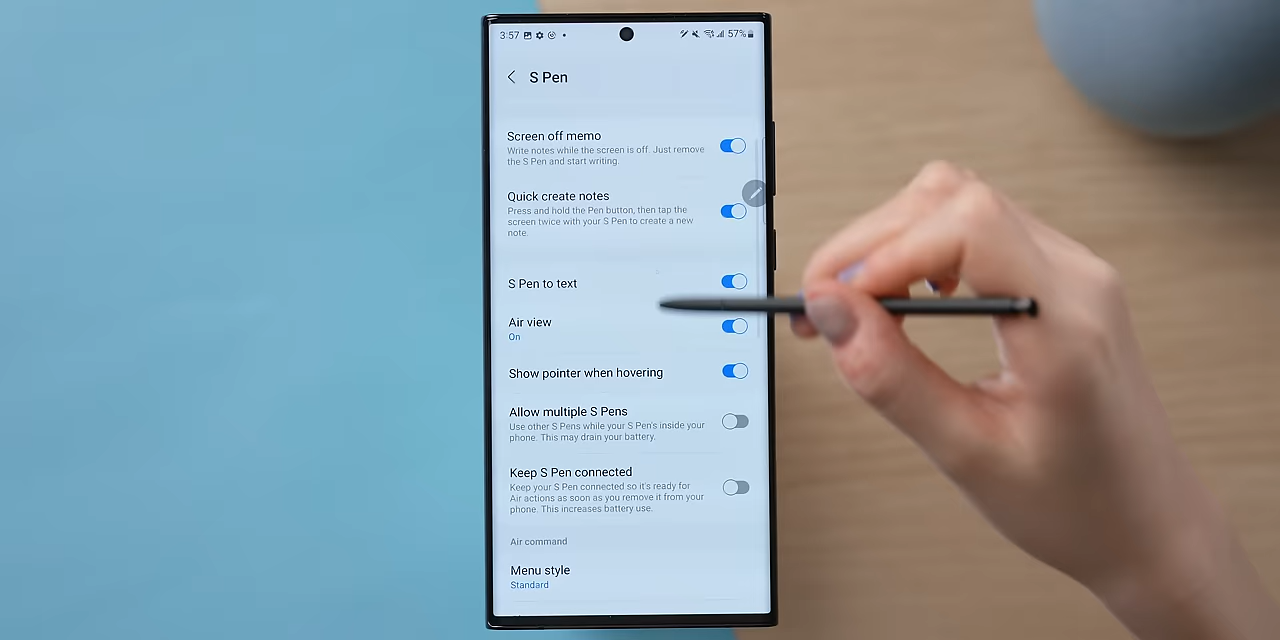 3:57
57%
S Pen
Screen off memo
Write notes while the screen is off. Just remove
the S Pen and start writing.
Quick create notes
Press and hold the Pen button, then tap the
screen twice with your S Pen to create a new
note.
S Pen to text
Air view
On
Show pointer when hovering
Allow multiple S Pens
Use other S Pens while your S Pen's inside your
phone. This may drain your battery.
Keep S Pen connected
Keep your S Pen connected so it's ready for
Air actions as soon as you remove it from your
phone. This increases battery use.
Air command
Menu style
Standard